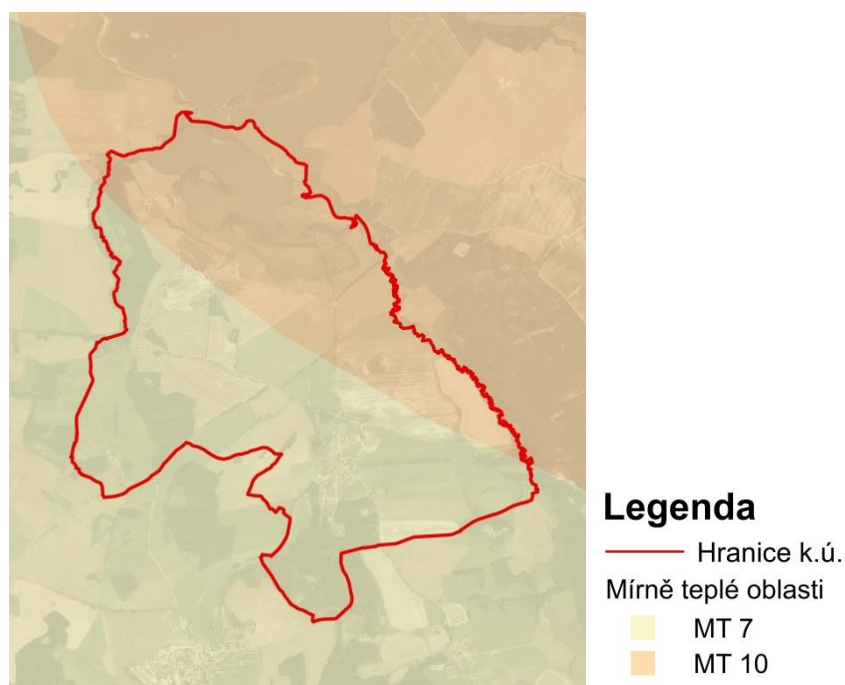 Legenda
Hranice k.ú.
Mírně teplé oblasti
MT 7
MT 10